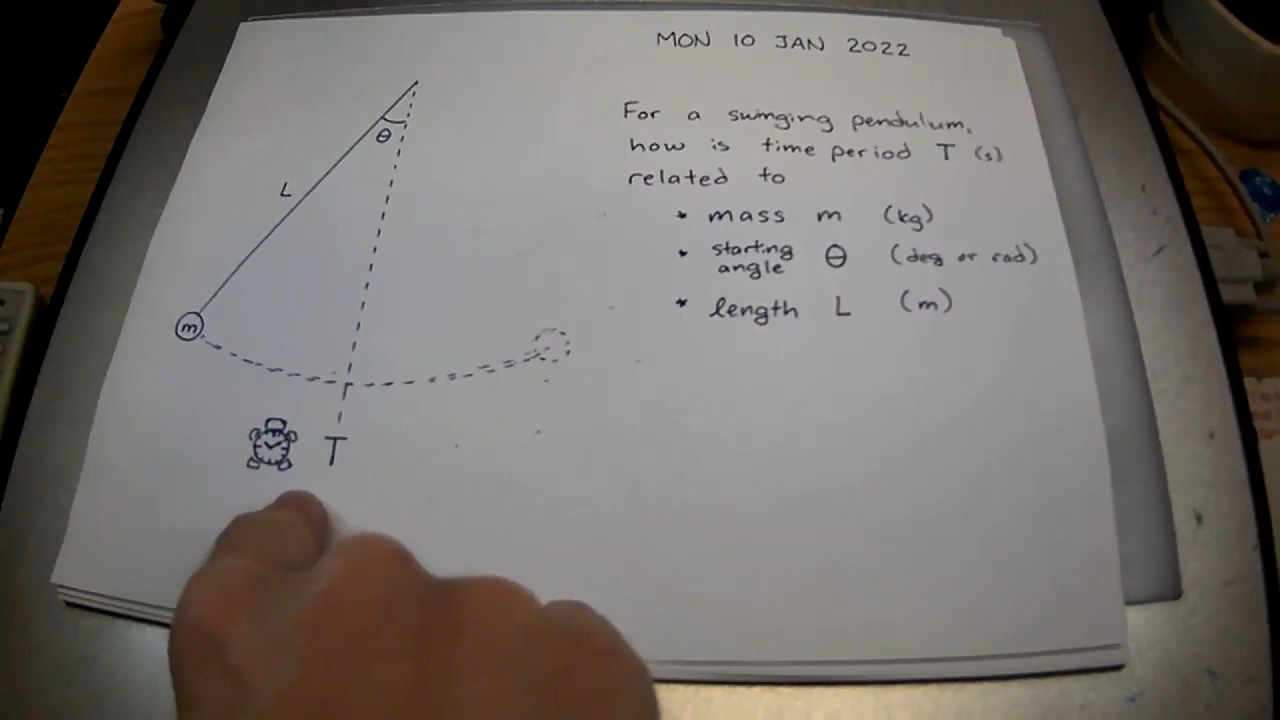 MON 10 JAN 2022
For a swinging pendulum,
how is time period T (s)
related to
* mass m (kg)
* starting angle θ (deg or rad)
* length L (m)
θ
L
m
T